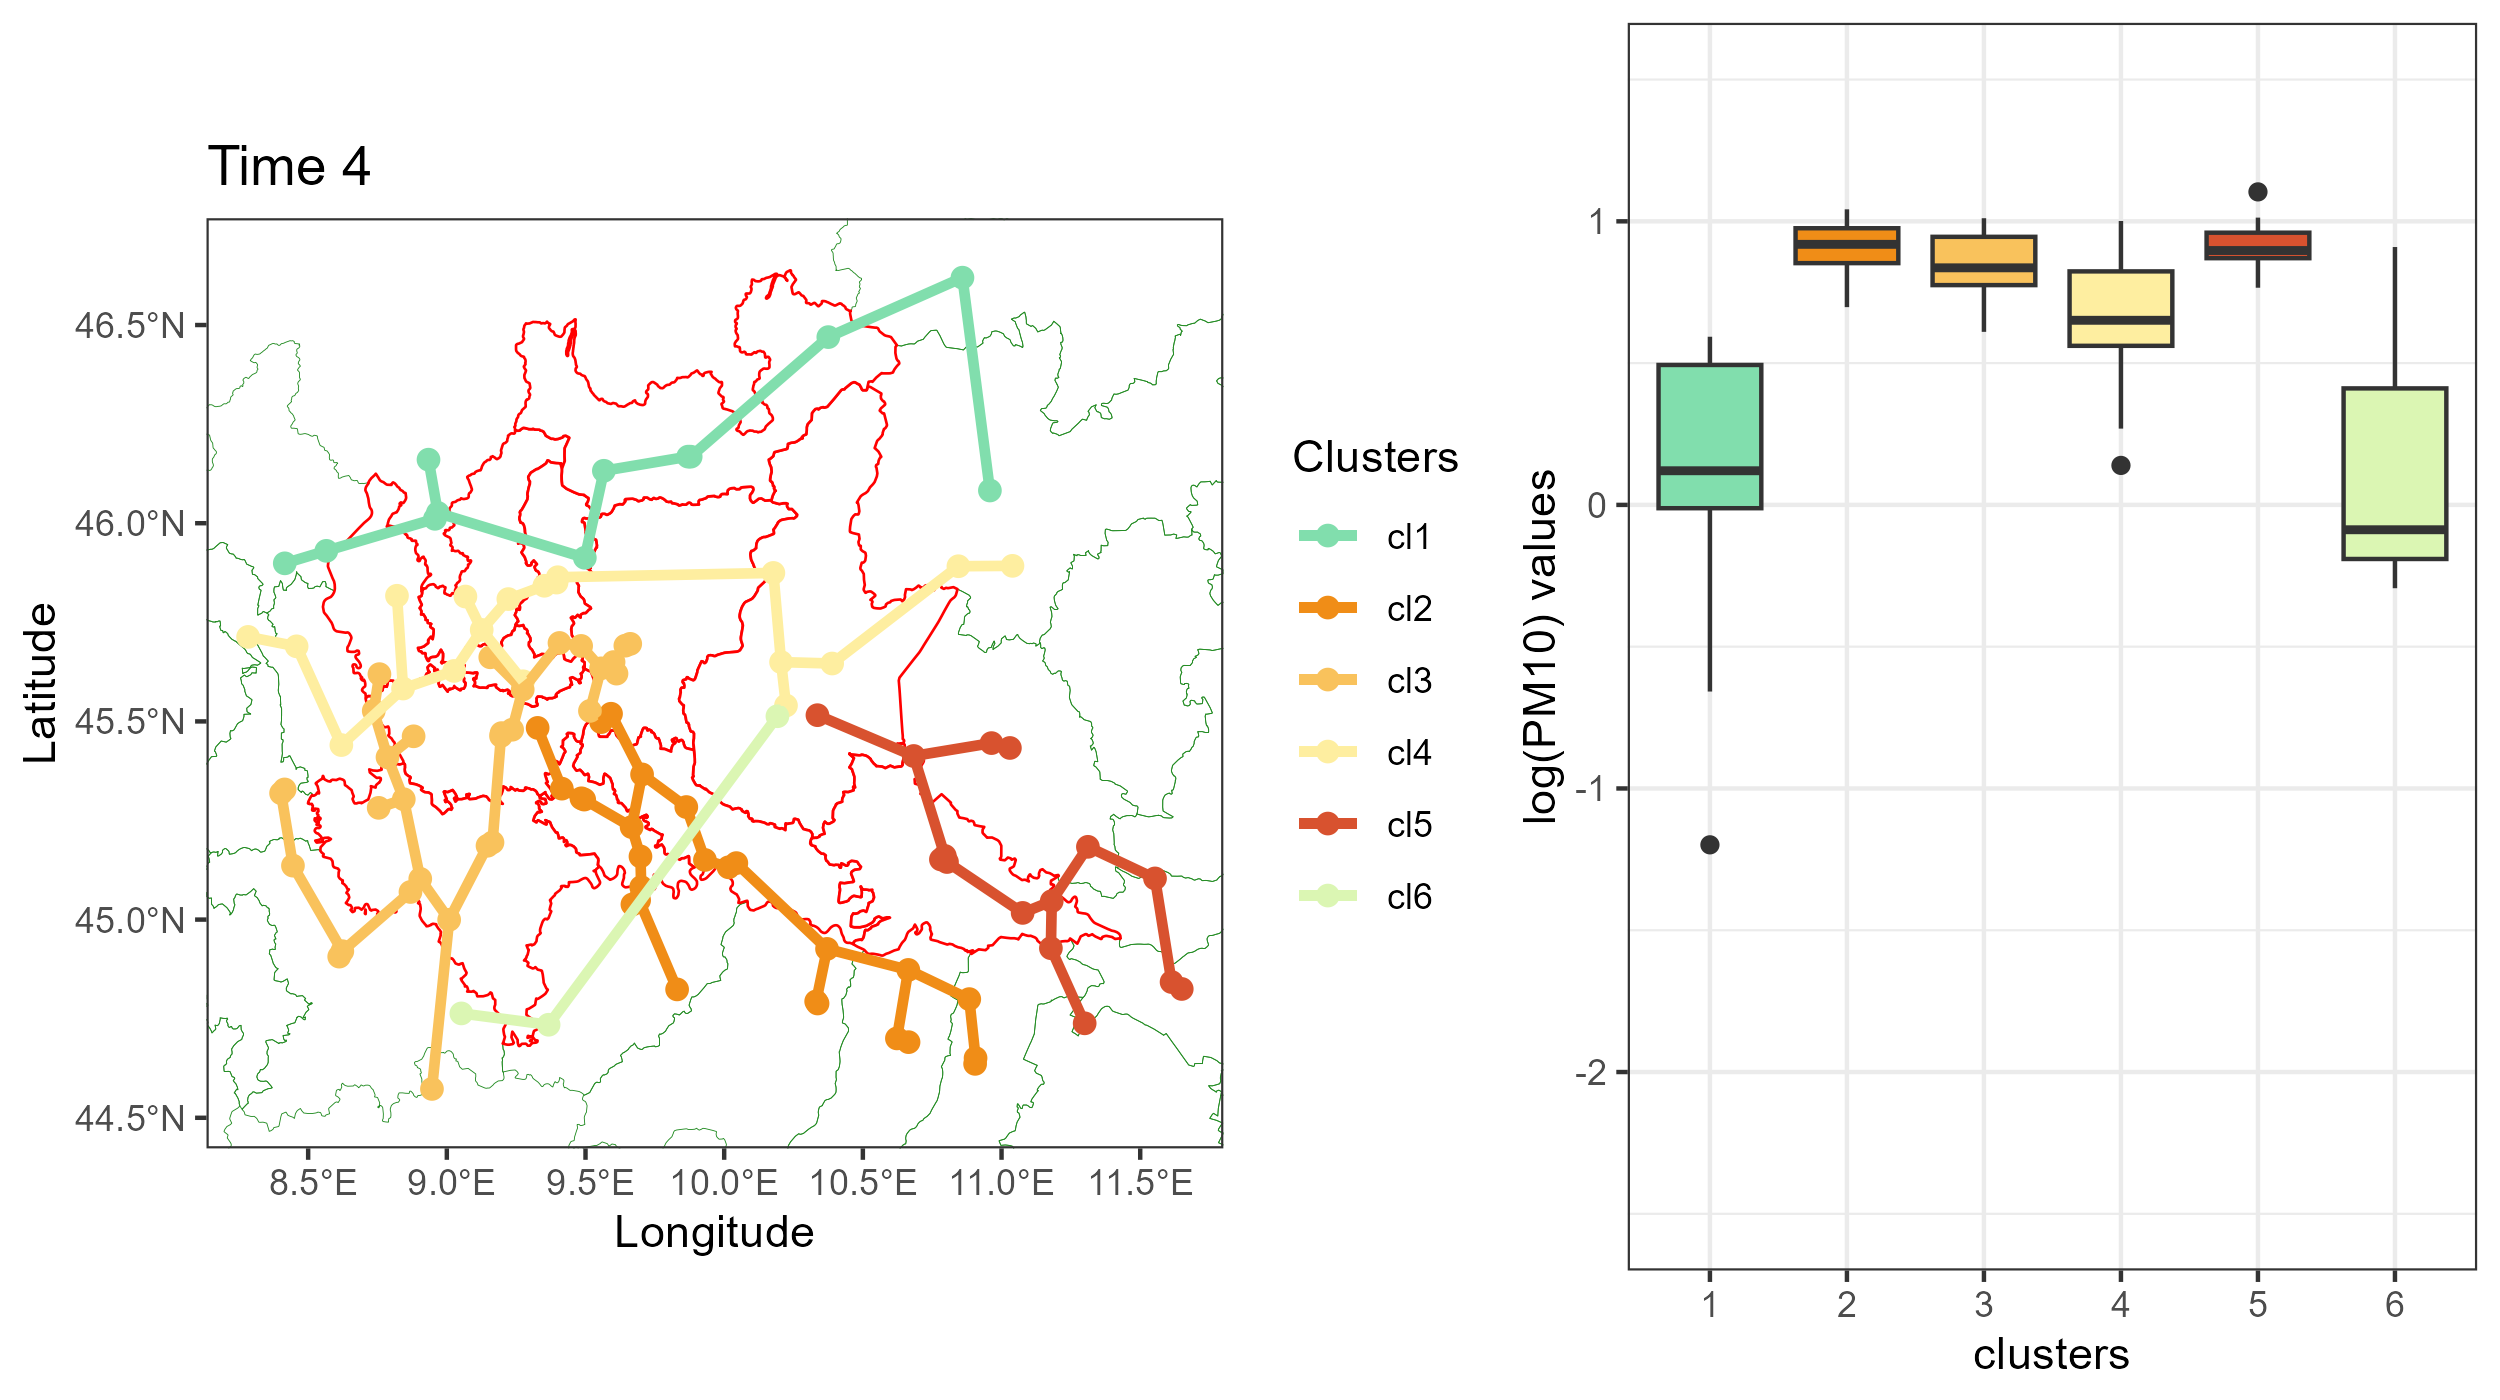 Time 4
46.5°N
46.0°N
45.5°N
45.0°N
44.5°N
Latitude
8.5°E 9.0°E 9.5°E 10.0°E 10.5°E 11.0°E 11.5°E
Longitude
Clusters
cl1
cl2
cl3
cl4
cl5
cl6
log(PM10) values
1
0
-1
-2
1 2 3 4 5 6
clusters